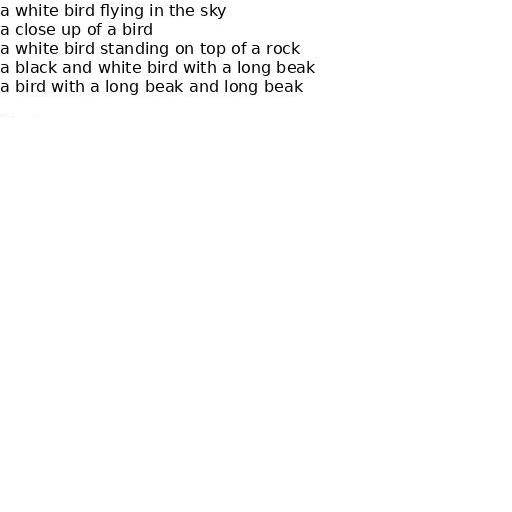 a white bird flying in the sky
a close up of a bird
a white bird standing on top of a rock
a black and white bird with a long beak
a bird with a long beak and long beak